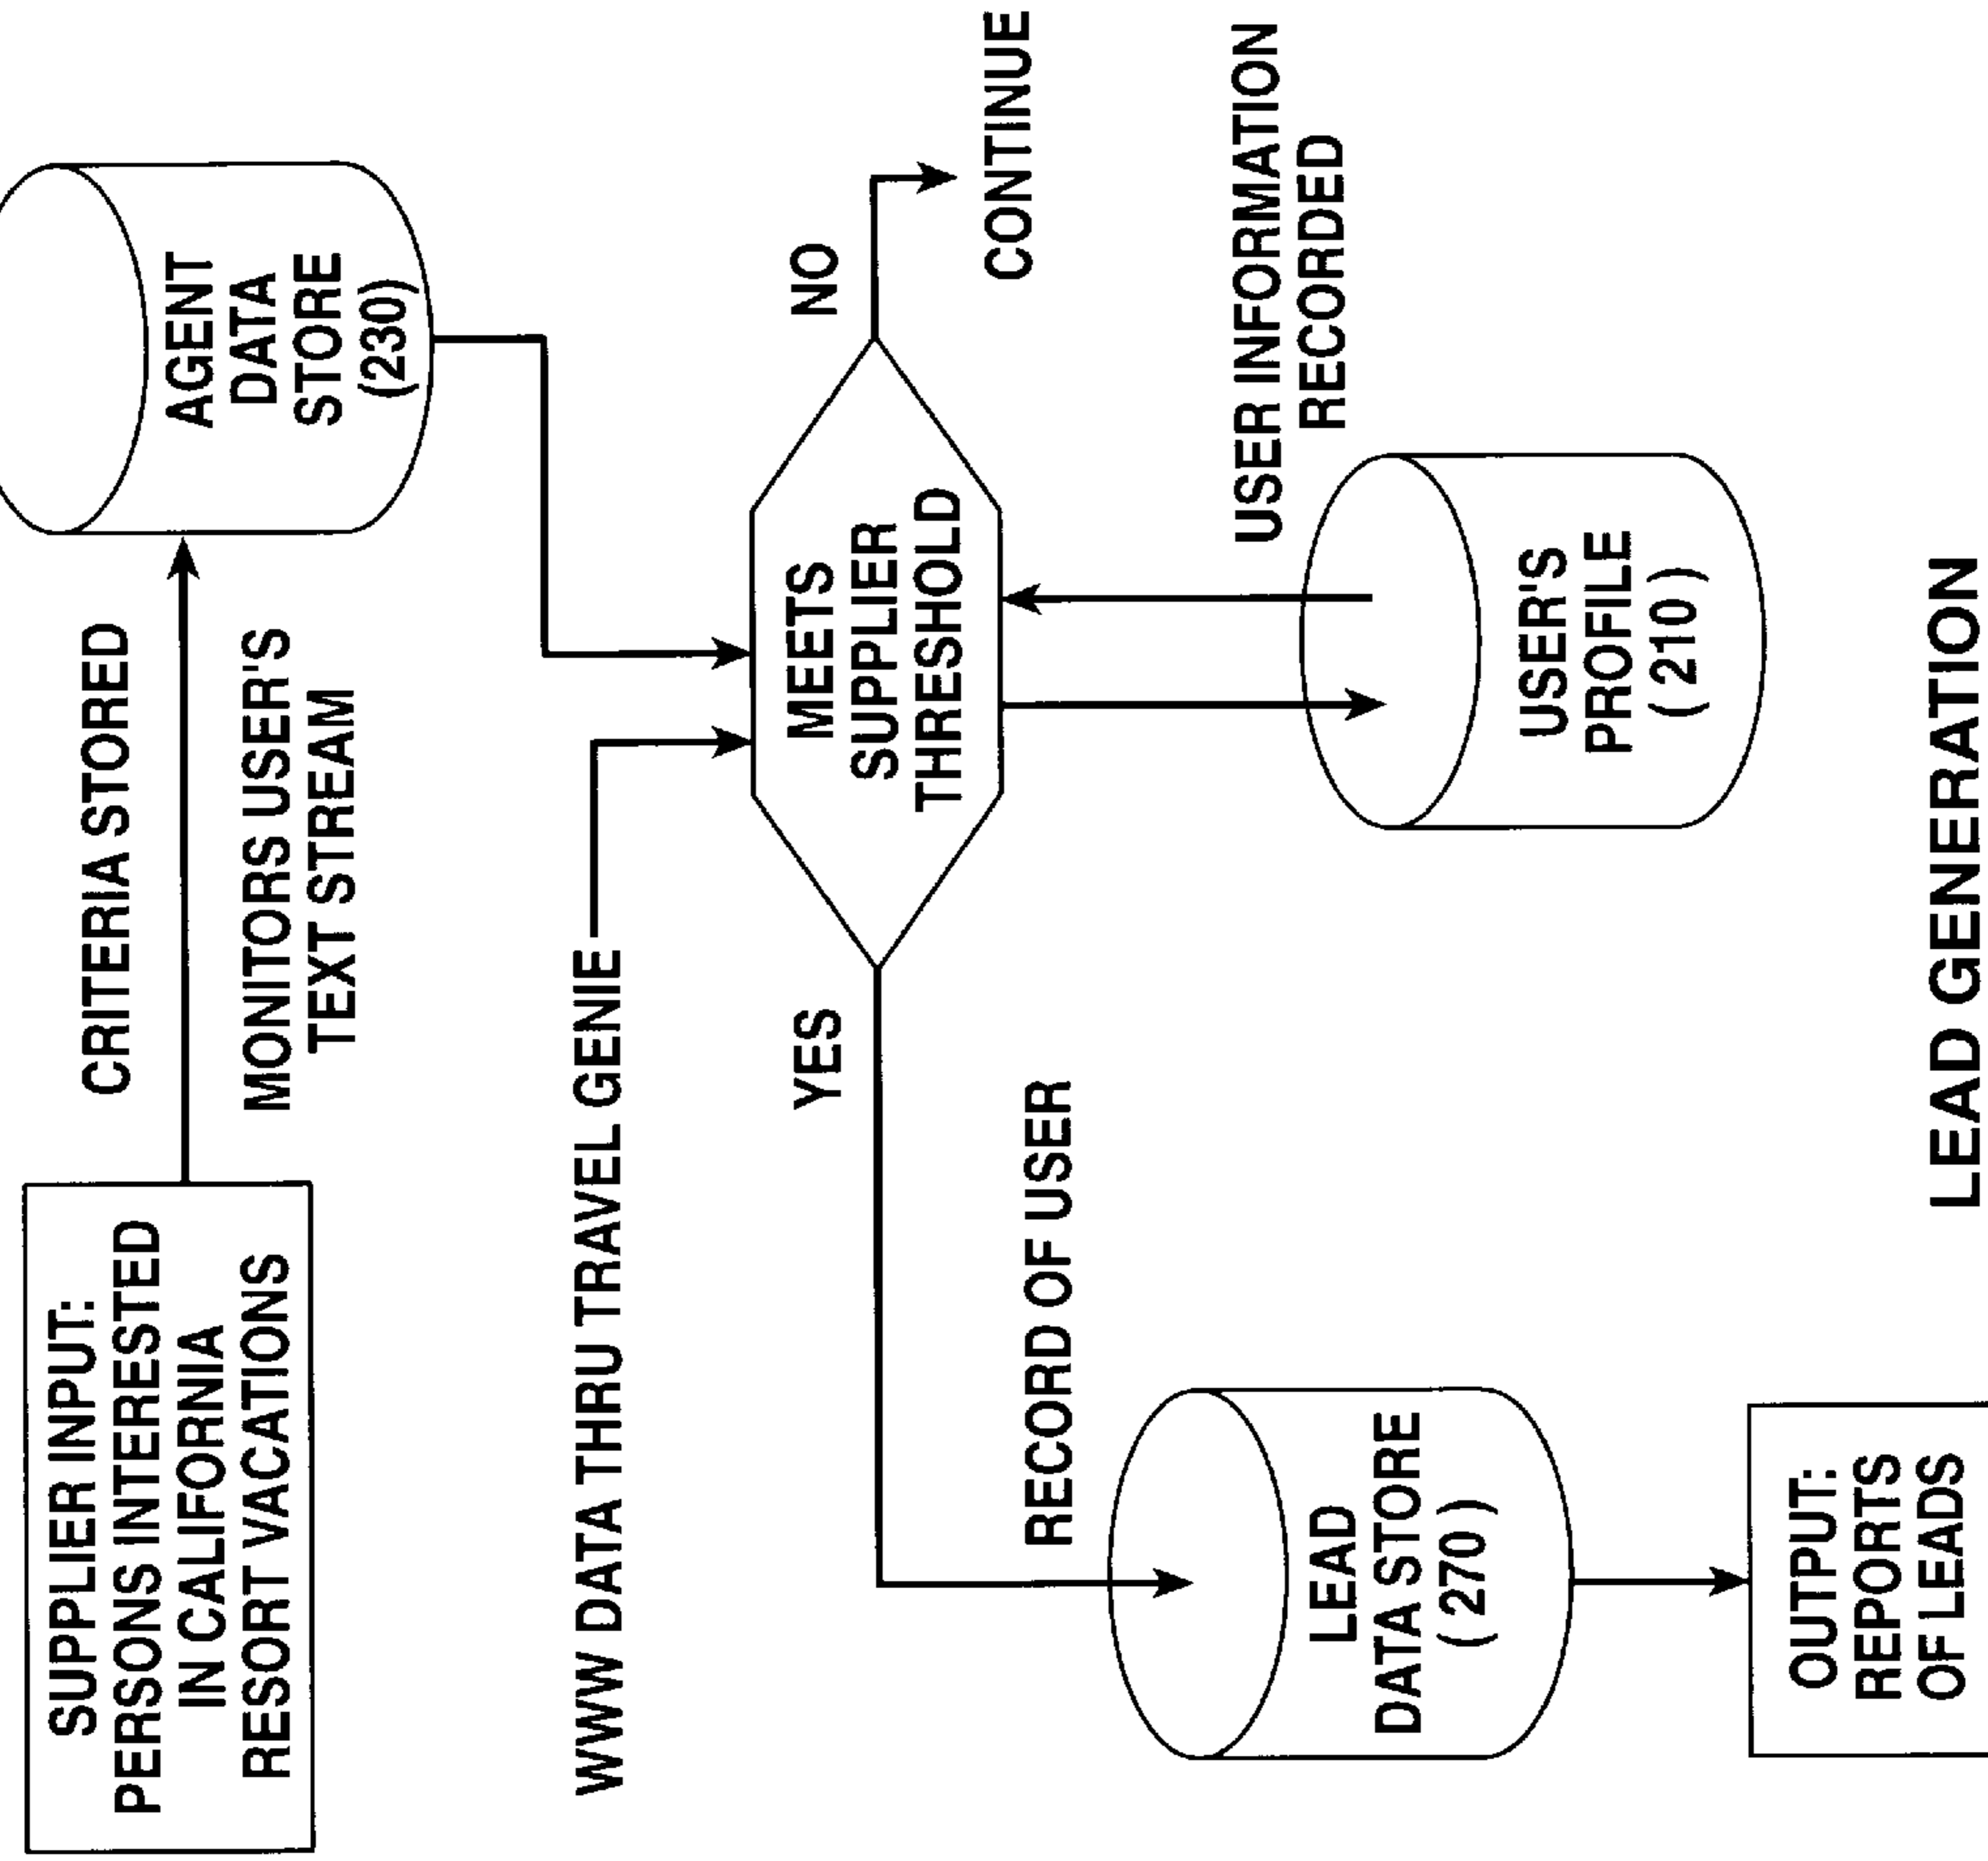 SUPPLIER INPUT:
PERSONS INTERESTED
IN CALIFORNIA
RESORT VACATIONS
CRITERIA STORED
MONITORS USER'S
TEXT STREAM
AGENT
DATA
STORE
(230)
WWW DATA THRU TRAVEL GENIE
MEETS
SUPPLIER
THRESHOLD
YES
NO
CONTINUE
RECORD OF USER
USER INFORMATION
RECORDED
LEAD
DATA STORE
( 270 )
USER'S
PROFILE
( 210 )
OUTPUT:
REPORTS
OF LEADS
LEAD GENERATION